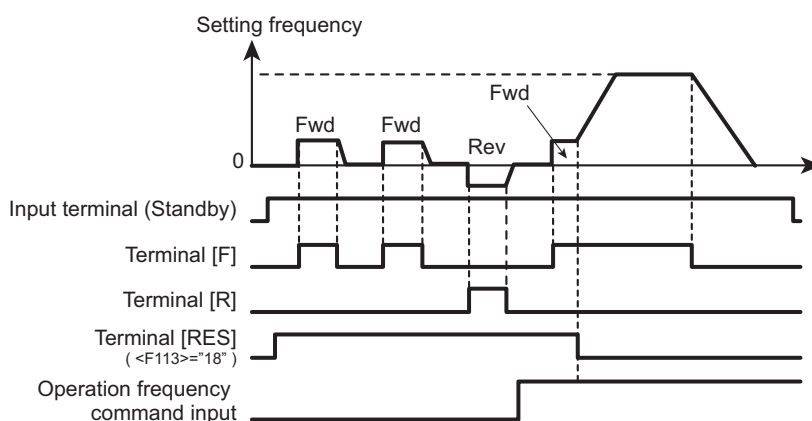 Setting frequency
Fwd
Fwd
Fwd
Rev
0
Input terminal (Standby)
Terminal [F]
Terminal [R]
Terminal [RES]
( <F113>="18" )
Operation frequency
command input